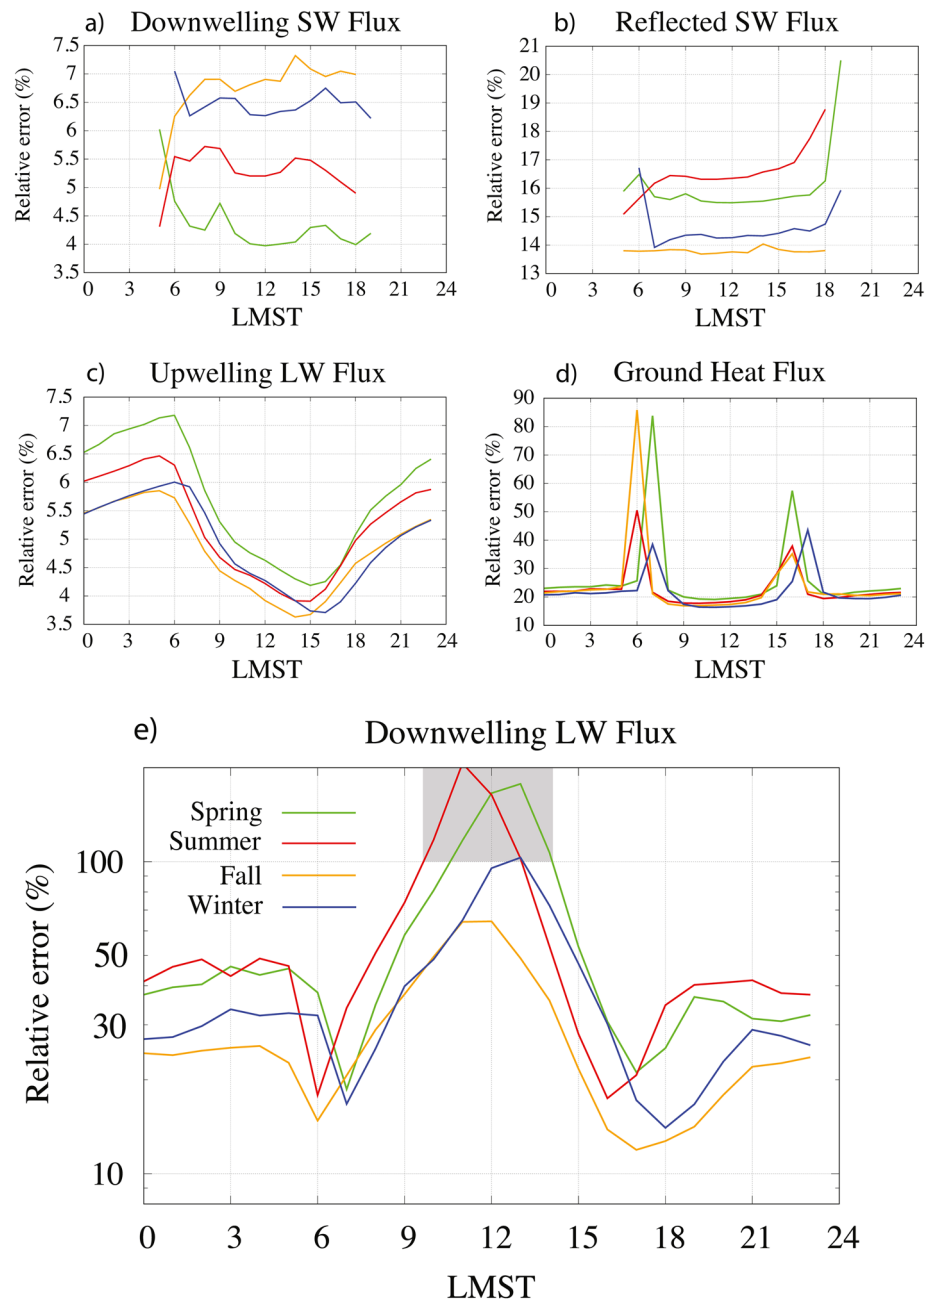 a) Downwelling SW Flux
Relative error (%)
7.5
7
6.5
6
5.5
5
4.5
4
3.5
0 3 6 9 12 15 18 21 24
LMST
b) Reflected SW Flux
Relative error (%)
21
20
19
18
17
16
15
14
13
0 3 6 9 12 15 18 21 24
LMST
c) Upwelling LW Flux
Relative error (%)
7.5
7
6.5
6
5.5
5
4.5
4
3.5
0 3 6 9 12 15 18 21 24
LMST
d) Ground Heat Flux
Relative error (%)
90
80
70
60
50
40
30
20
10
0 3 6 9 12 15 18 21 24
LMST
e) Downwelling LW Flux
Relative error (%)
Spring
Summer
Fall
Winter
100
50
30
10
0 3 6 9 12 15 18 21 24
LMST